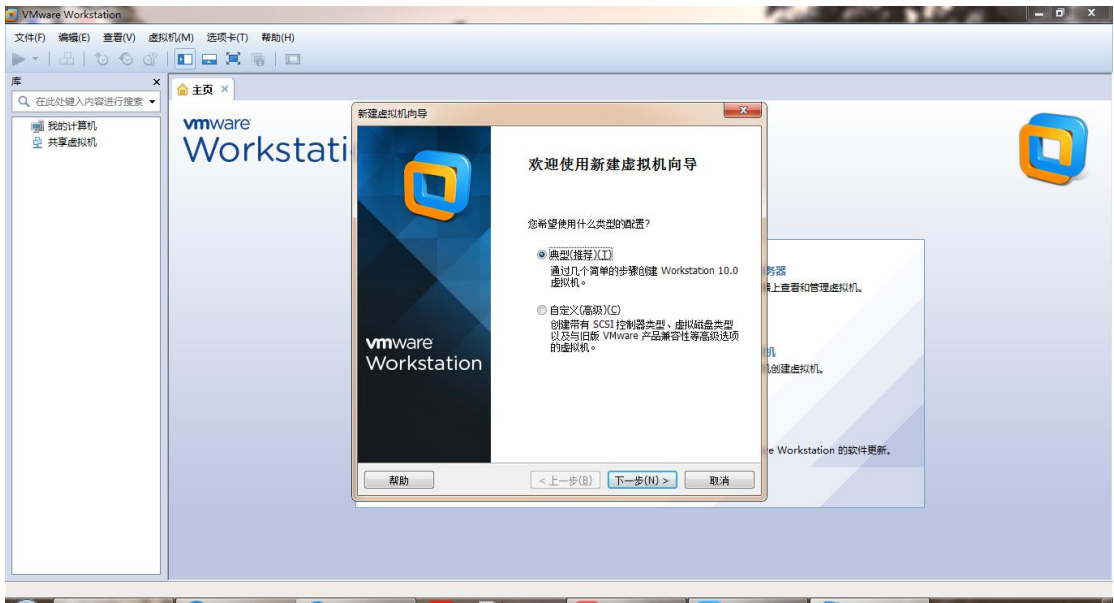 VMware Workstation
文件(F) 编辑(E) 查看(V) 虚拟机(M) 选项卡(T) 帮助(H)
库
在此处键入内容进行搜索
我的计算机
共享虚拟机
主页
vmware
Workstati
新建虚拟机向导
欢迎使用新建虚拟机向导
您希望使用什么类型的配置?
典型(推荐)(T)
通过几个简单的步骤创建 Workstation 10.0
虚拟机。
自定义(高级)(C)
创建带有 SCSI 控制器类型、虚拟磁盘类型
以及与旧版 VMware 产品兼容性等高级选项
的虚拟机。
vmware
Workstation
帮助
< 上一步(B)
下一步(N) >
取消
务器
上查看和管理虚拟机。
机
创建虚拟机。
e Workstation 的软件更新。